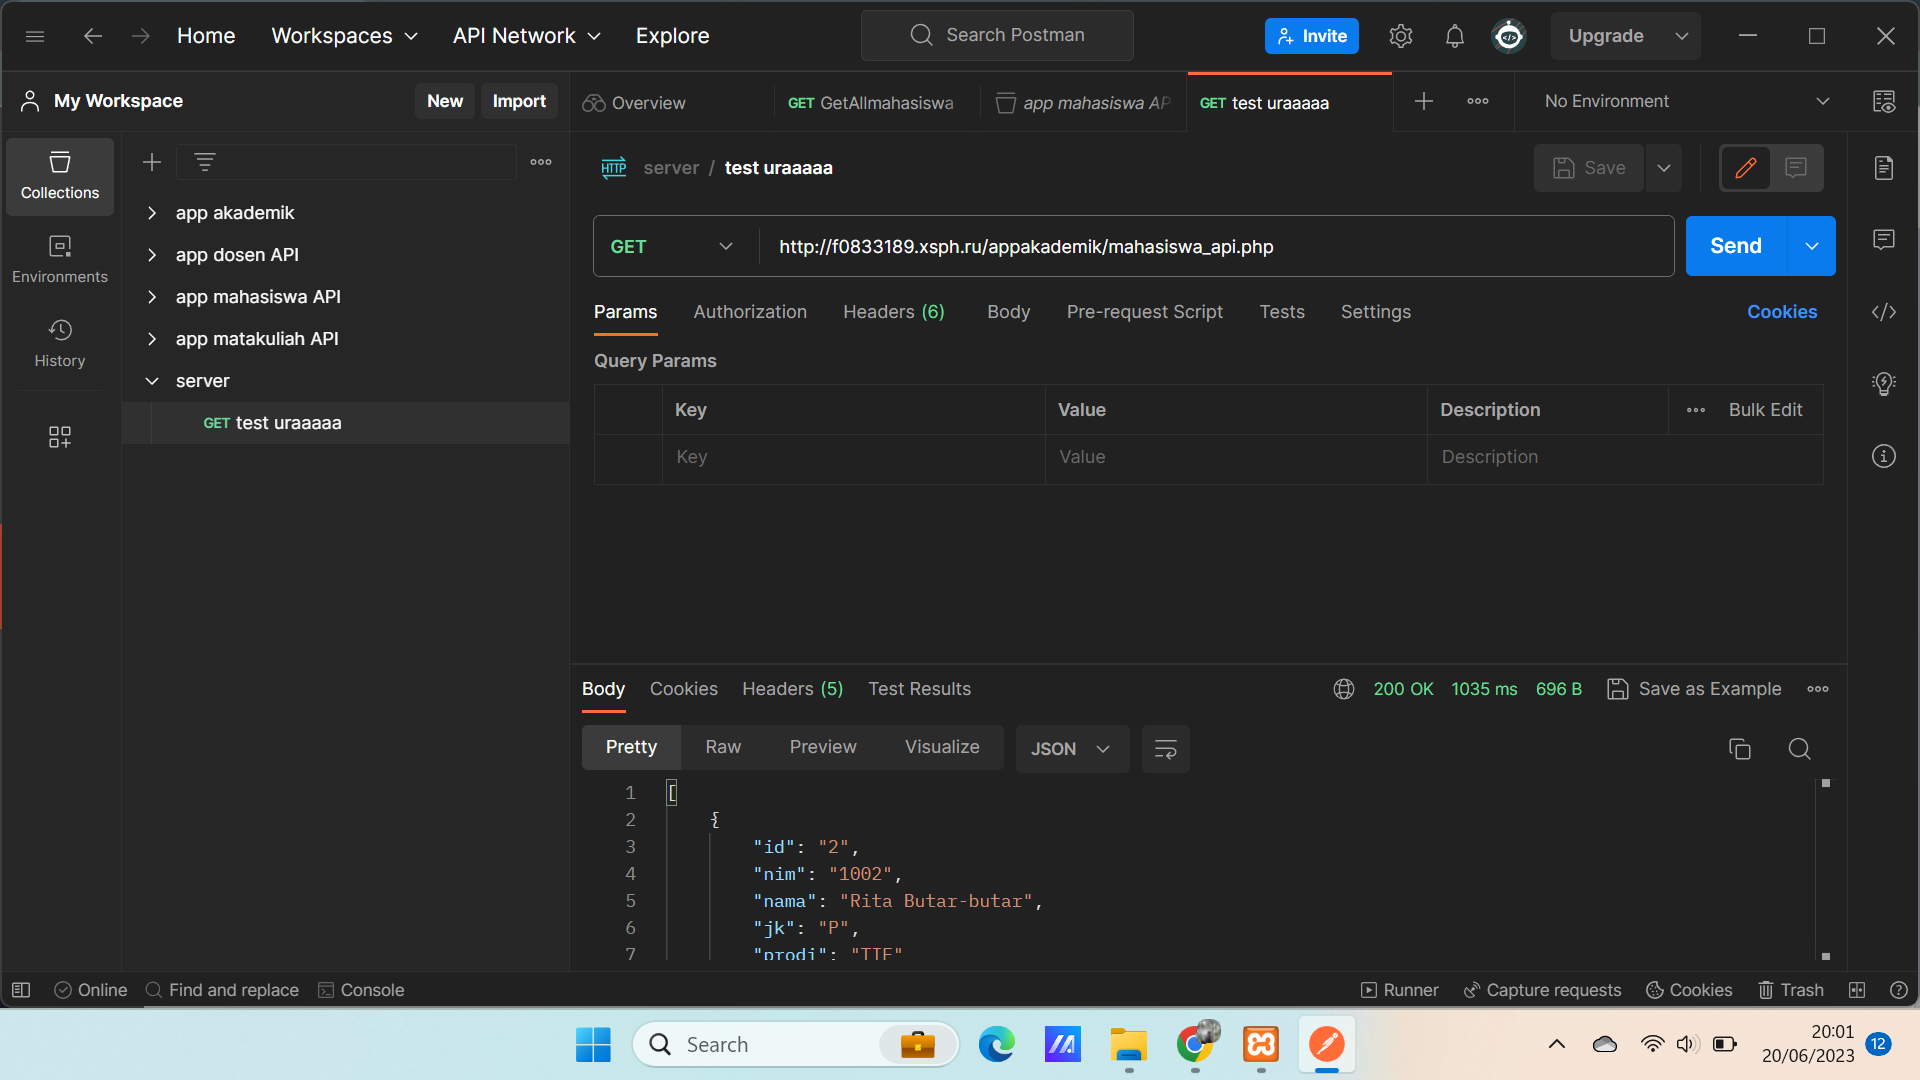 Home Workspaces API Network Explore Search Postman Invite Upgrade
My Workspace New Import Overview GET GetAllmahasiswa app mahasiswa AP GET test uraaaaa No Environment
Collections
Environments
History
app akademik
app dosen API
app mahasiswa API
app matakuliah API
server
GET test uraaaaa
HTTP server / test uraaaaa Save
GET http://f0833189.xsph.ru/appakademik/mahasiswa_api.php Send
Params Authorization Headers (6) Body Pre-request Script Tests Settings Cookies
Query Params
Key Value Description Bulk Edit
Key Value Description
Body Cookies Headers (5) Test Results 200 OK 1035 ms 696 B Save as Example
Pretty Raw Preview Visualize JSON
1 [
2 {
3 "id": "2",
4 "nim": "1002",
5 "nama": "Rita Butar-butar",
6 "jk": "P",
7 "prodi":
Online Find and replace Console Runner Capture requests Cookies Trash
Search
20:01
20/06/2023 12